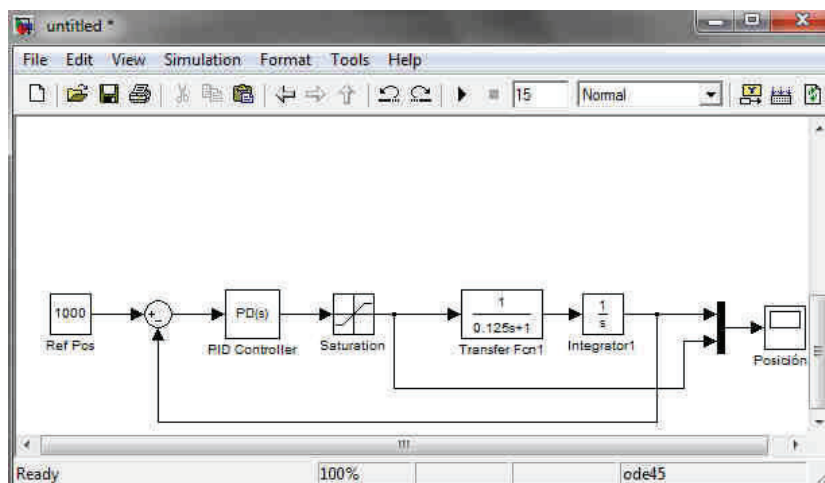 untitled *
File Edit View Simulation Format Tools Help
15 Normal
1000
Ref Pos
+
-
PD(s)
PID Controller
Saturation
1
0.125s+1
Transfer Fcn1
1
s
Integrator1
Posición
Ready 100% ode45